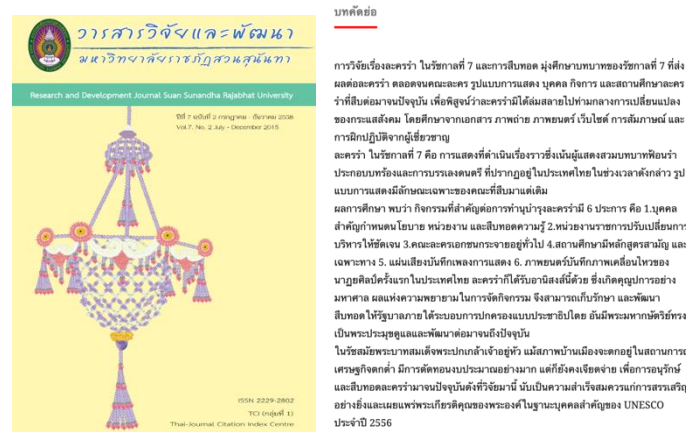 วารสารวิจัยและพัฒนา
มหาวิทยาลัยราชภัฏสวนสุนันทา
Research and Development Journal Suan Sunandha Rajabhat University
ปีที่ 7 ฉบับที่ 2 กรกฎาคม - ธันวาคม 2558
Vol.7. No. 2 July - December 2015
ISSN 2229-2802
TCI (กลุ่มที่ 1)
Thai-Journal Citation Index Centre
บทคัดย่อ
การวิจัยเรื่องละครรำ ในรัชกาลที่ 7 และการสืบทอด มุ่งศึกษาบทบาทของรัชกาลที่ 7 ที่ส่ง
ผลต่อละครรำ ตลอดจนคณะละคร รูปแบบการแสดง บุคคล กิจการ และสถานศึกษาละคร
รำที่สืบต่อมาจนปัจจุบัน เพื่อพิสูจน์ว่าละครรำมิได้ล่มสลายไปท่ามกลางการเปลี่ยนแปลง
ของกระแสสังคม โดยศึกษาจากเอกสาร ภาพถ่าย ภาพยนตร์ เว็บไซต์ การสัมภาษณ์ และ
การฝึกปฏิบัติจากผู้เชี่ยวชาญ
ละครรำ ในรัชกาลที่ 7 คือ การแสดงที่ดำเนินเรื่องราวซึ่งเน้นผู้แสดงสวมบทบาทฟ้อนรำ
ประกอบบทร้องและการบรรเลงดนตรี ที่ปรากฏอยู่ในประเทศไทยในช่วงเวลาดังกล่าว รูป
แบบการแสดงมีลักษณะเฉพาะของคณะที่สืบมาแต่เดิม
ผลการศึกษา พบว่า กิจกรรมที่สำคัญต่อการทำนุบำรุงละครรำมี 6 ประการ คือ 1.บุคคล
สำคัญกำหนดนโยบาย หน่วยงาน และสืบทอดความรู้ 2.หน่วยงานราชการปรับเปลี่ยนการ
บริหารให้ชัดเจน 3.คณะละครเอกชนกระจายอยู่ทั่วไป 4.สถานศึกษามีหลักสูตรสามัญ และ
เฉพาะทาง 5. แผ่นเสียงบันทึกเพลงการแสดง 6. ภาพยนตร์บันทึกภาพเคลื่อนไหวของ
นาฏยศิลป์ครั้งแรกในประเทศไทย ละครรำก็ได้รับอานิสงส์นี้ด้วย ซึ่งเกิดคุณูปการอย่าง
มหาศาล ผลแห่งความพยายามในการจัดกิจกรรม จึงสามารถเก็บรักษา และพัฒนา
สืบทอดให้รัฐบาลภายใต้ระบอบการปกครองแบบประชาธิปไตย อันมีพระมหากษัตริย์ทรง
เป็นพระประมุขดูแลและพัฒนาต่อมาจนถึงปัจจุบัน
ในรัชสมัยพระบาทสมเด็จพระปกเกล้าเจ้าอยู่หัว แม้สภาพบ้านเมืองจะตกอยู่ในสถานการณ์
เศรษฐกิจตกต่ำ มีการตัดทอนงบประมาณอย่างมาก แต่ก็ยังคงเจียดจ่าย เพื่อการอนุรักษ์
และสืบทอดละครรำมาจนปัจจุบันดังที่วิจัยมานี้ นับเป็นความสำเร็จสมควรแก่การสรรเสริญ
อย่างยิ่งและเผยแพร่พระเกียรติคุณของพระองค์ในฐานะบุคคลสำคัญของ UNESCO
ประจำปี 2556